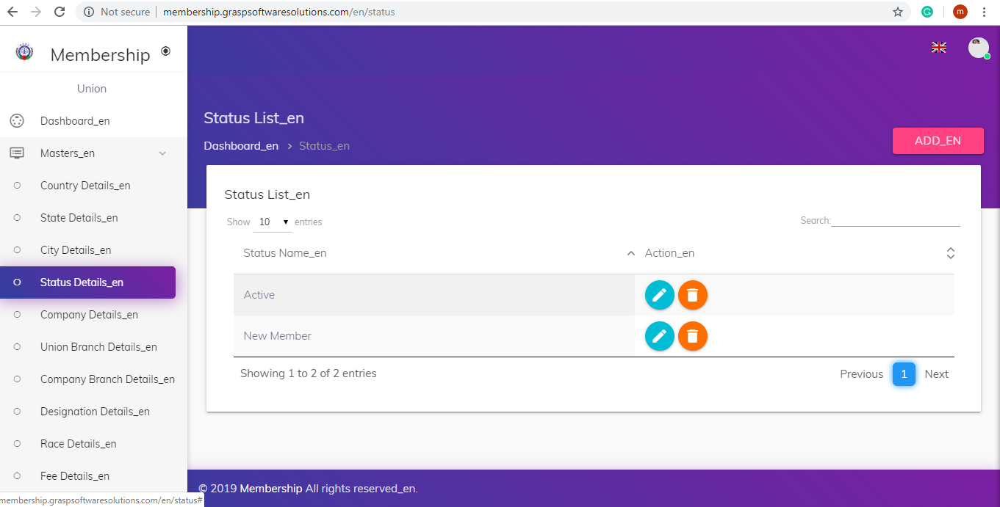 Not secure | membership.graspsoftwaresolutions.com/en/status
m
Membership
Union
Dashboard_en
Masters_en
Country Details_en
State Details_en
City Details_en
Status Details_en
Company Details_en
Union Branch Details_en
Company Branch Details_en
Designation Details_en
Race Details_en
Fee Details_en
membership.graspsoftwaresolutions.com/en/status#
Status List_en
Dashboard_en > Status_en
ADD_EN
Status List_en
Show 10 entries
Search:
Status Name_en Action_en
Active
New Member
Showing 1 to 2 of 2 entries
Previous 1 Next
© 2019 Membership All rights reserved_en.